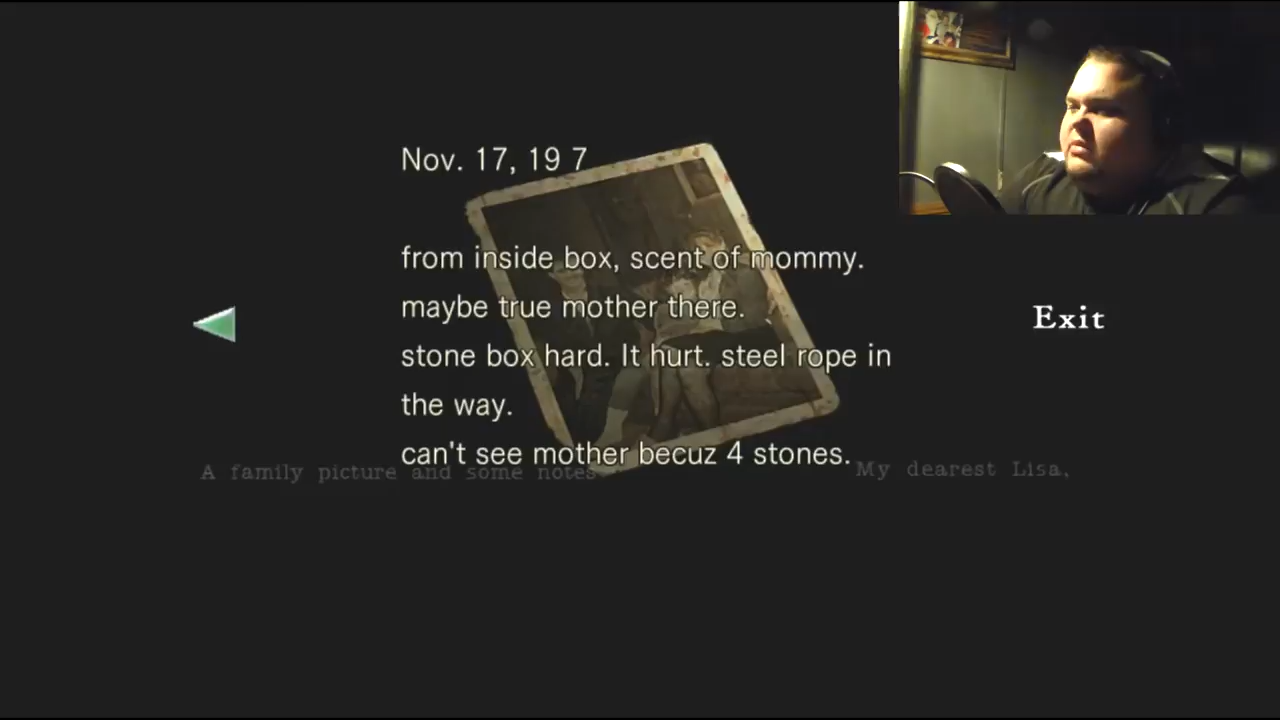 Nov. 17, 19 7
from inside box, scent of mommy.
maybe true mother there.
stone box hard. It hurt. steel rope in
the way.
can't see mother becuz 4 stones.
Exit
A family picture and some notes
My dearest Lisa,